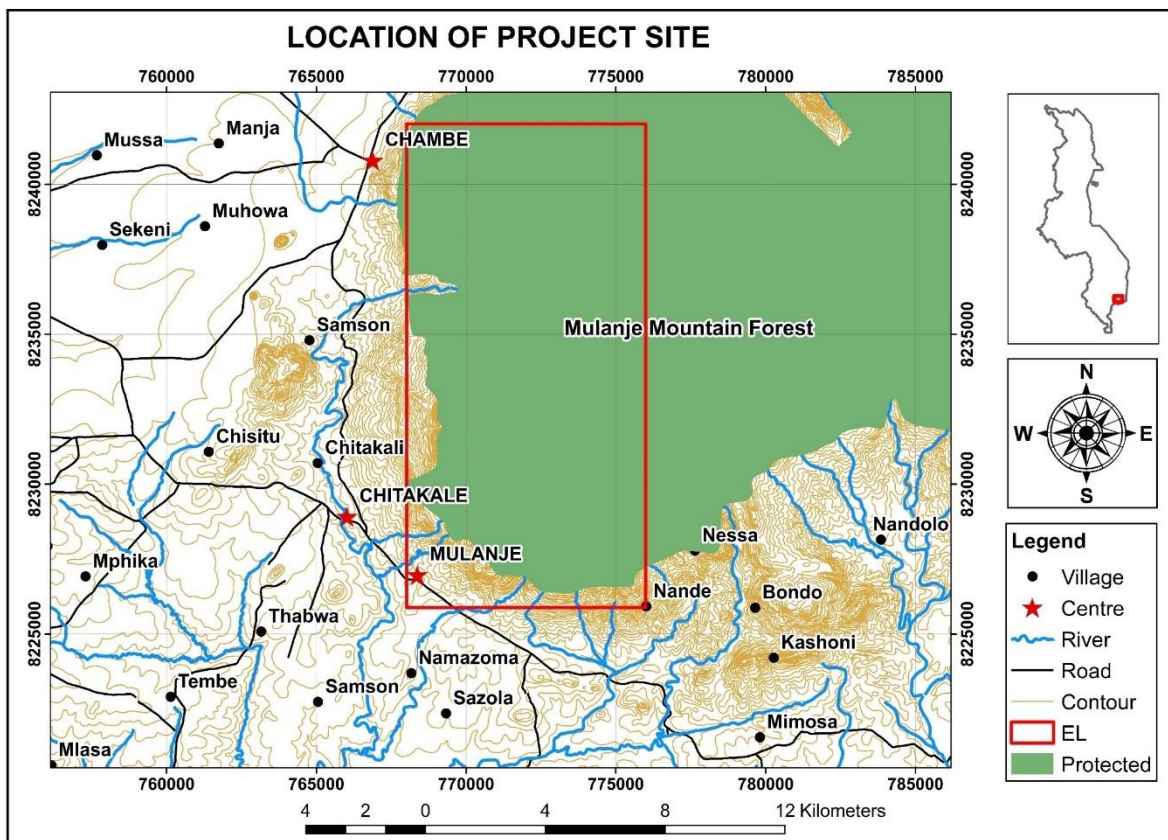 LOCATION OF PROJECT SITE
760000 765000 770000 775000 780000 785000
Mussa
Manja
CHAMBE
8240000
8240000
Sekeni
Muhowa
Samson
8235000
Mulanje Mountain Forest
8235000
Chisitu
Chitakali
8230000
8230000
CHITAKALE
Nessa
Nandolo
Mphika
MULANJE
Nande
Bondo
Thabwa
8225000
8225000
Kashoni
Namazoma
Tembe
Samson
Sazola
Mimosa
Mlasa
760000 765000 770000 775000 780000 785000
4 2 0 4 8 12 Kilometers
N
W E
S
Legend
Village
Centre
River
Road
Contour
EL
Protected